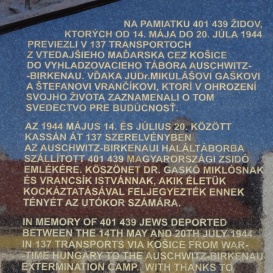 NA PAMIATKU 401 439 ŽIDOV,
KTORÝCH OD 14. MÁJA DO 20. JÚLA 1944
PREVIEZLI V 137 TRANSPORTOCH
Z VTEDAJŠIEHO MAĎARSKA CEZ KOŠICE
DO VYHLADZOVACIEHO TÁBORA AUSCHWITZ-
-BIRKENAU. VĎAKA JUDr.MIKULÁŠOVI GAŠKOVI
A ŠTEFANOVI VRANČÍKOVI, KTORÍ V OHROZENÍ
SVOJHO ŽIVOTA ZAZNAMENALI O TOM
SVEDECTVO PRE BUDÚCNOSŤ.
AZ 1944 MÁJUS 14. ÉS JÚLIUS 20. KÖZÖTT
KASSÁN ÁT 137 SZERELVÉNYBEN
AZ AUSCHWITZ-BIRKENAUI HALÁLTÁBORBA
SZÁLLÍTOTT 401 439 MAGYARORSZÁGI ZSIDÓ
EMLÉKÉRE. KÖSZÖNET DR. GASKÓ MIKLÓSNAK
ÉS VRANCSIK ISTVÁNNAK, AKIK ÉLETÜK
KOCKÁZTATÁSÁVAL FELJEGYEZTÉK ENNEK
TÉNYÉT AZ UTÓKOR SZÁMÁRA.
IN MEMORY OF 401 439 JEWS DEPORTED
BETWEEN THE 14TH MAY AND 20TH JULY 1944
IN 137 TRANSPORTS VIA KOŠICE FROM WAR-
TIME HUNGARY TO THE AUSCHWITZ-BIRKENAU
EXTERMINATION CAMP. WITH THANKS TO